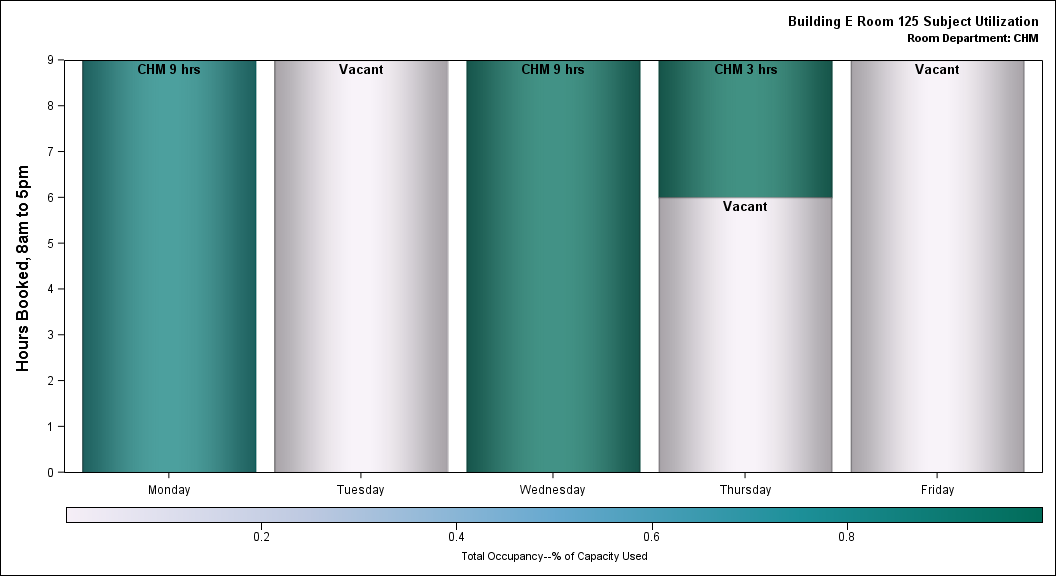 Building E Room 125 Subject Utilization
Room Department: CHM
Hours Booked, 8am to 5pm
9
8
7
6
5
4
3
2
1
0
CHM 9 hrs
Vacant
CHM 9 hrs
CHM 3 hrs
Vacant
Vacant
Monday
Tuesday
Wednesday
Thursday
Friday
0.2
0.4
0.6
0.8
Total Occupancy--% of Capacity Used